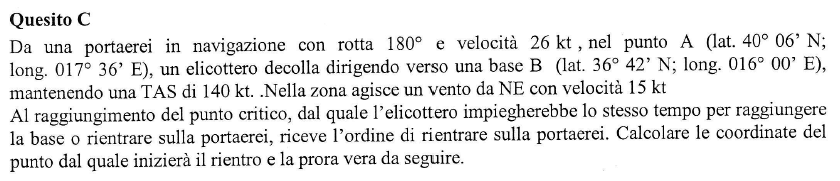 Quesito C
Da una portaerei in navigazione con rotta 180° e velocità 26 kt , nel punto A (lat. 40° 06' N;
long. 017° 36' E), un elicottero decolla dirigendo verso una base B (lat. 36° 42' N; long. 016° 00' E),
mantenendo una TAS di 140 kt. .Nella zona agisce un vento da NE con velocità 15 kt
Al raggiungimento del punto critico, dal quale l'elicottero impiegherebbe lo stesso tempo per raggiungere
la base o rientrare sulla portaerei, riceve l'ordine di rientrare sulla portaerei. Calcolare le coordinate del
punto dal quale inizierà il rientro e la prora vera da seguire.